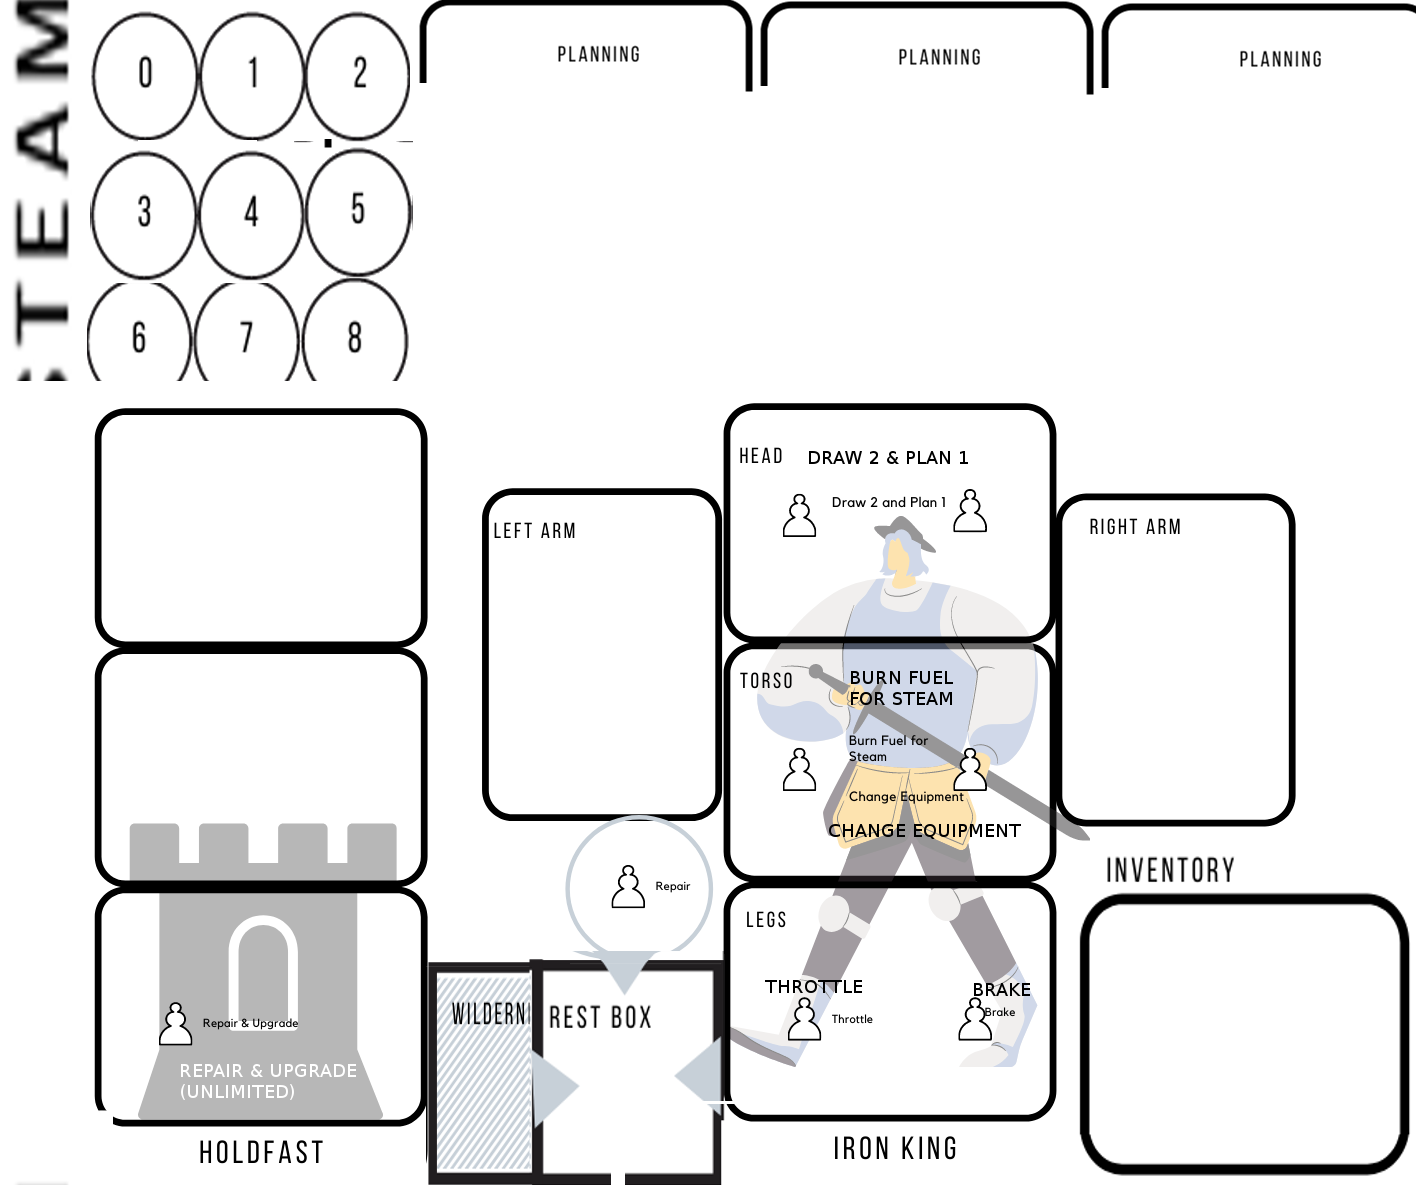 STEAM
0 1 2
3 4 5
6 7 8
PLANNING
PLANNING
PLANNING
HEAD
DRAW 2 & PLAN 1
Draw 2 and Plan 1
LEFT ARM
RIGHT ARM
TORSO
BURN FUEL
FOR STEAM
Burn Fuel for
Steam
Change Equipment
CHANGE EQUIPMENT
Repair
INVENTORY
LEGS
THROTTLE
BRAKE
Throttle
Brake
WILDERN
REST BOX
Repair & Upgrade
REPAIR & UPGRADE
(UNLIMITED)
HOLDFAST
IRON KING